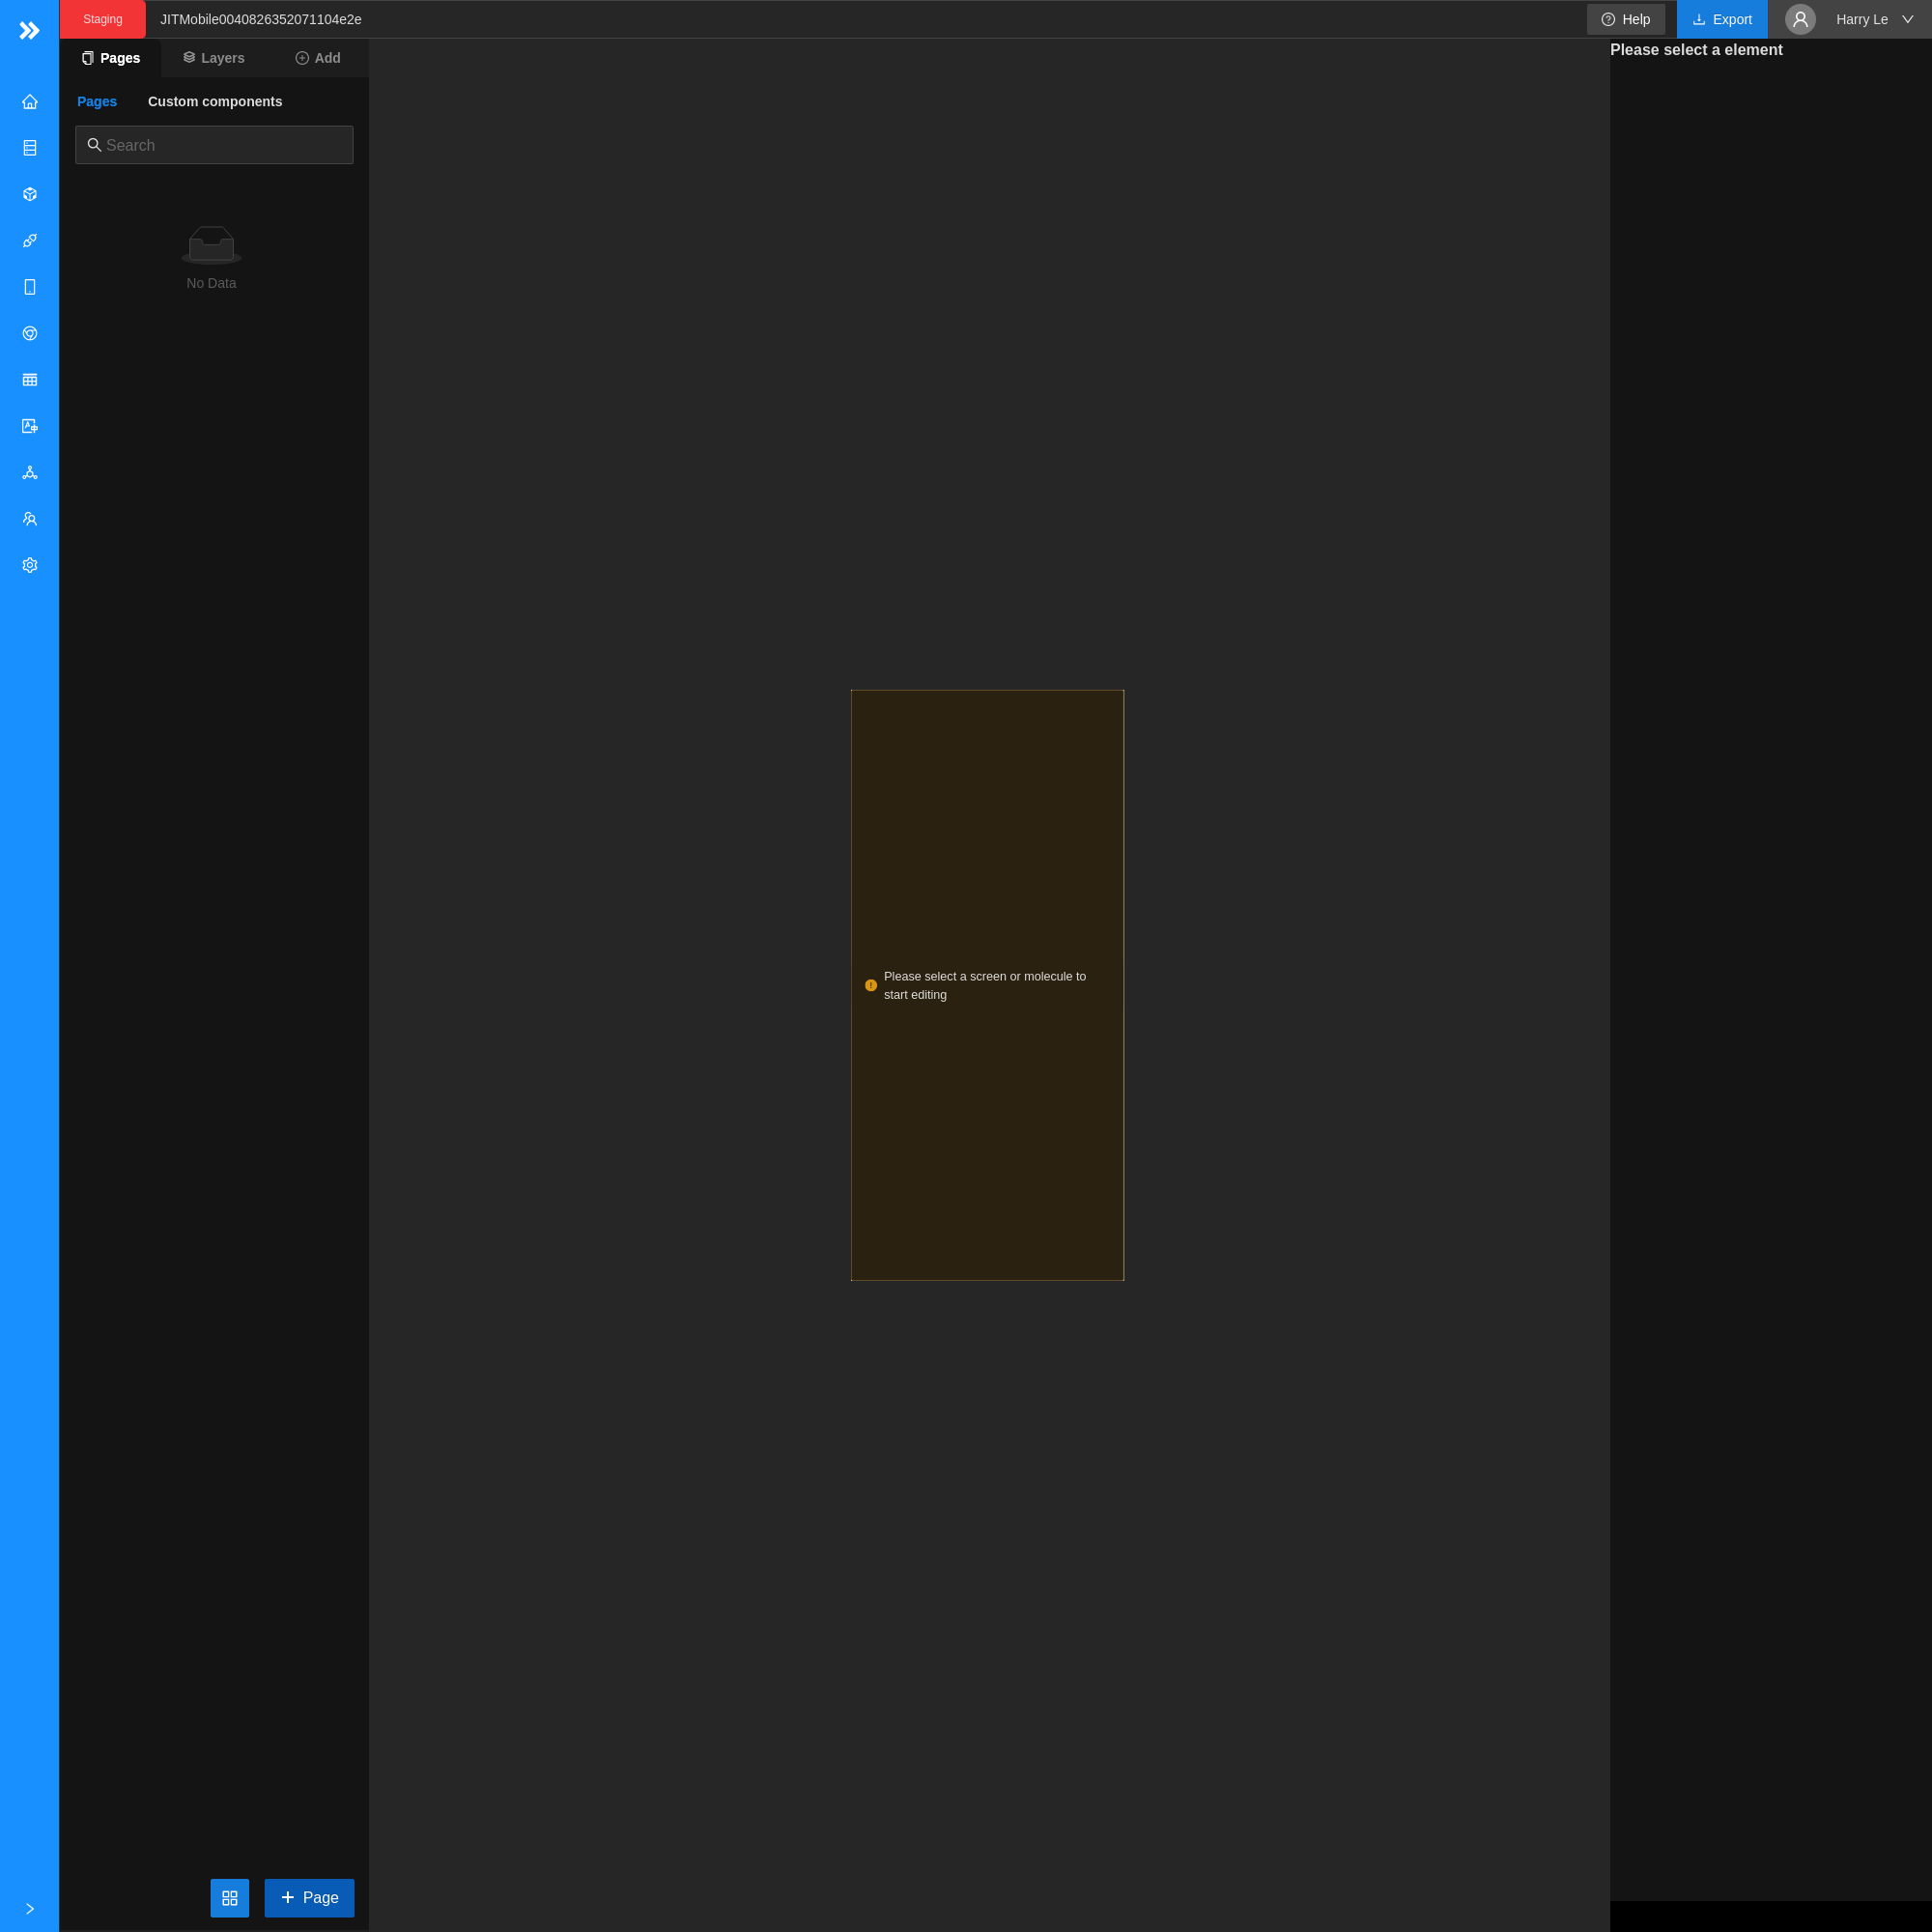 Staging
JITMobile0040826352071104e2e
Help
Export
Harry Le
Pages
Layers
Add
Please select a element
Pages
Custom components
Search
No Data
Please select a screen or molecule to
start editing
Page